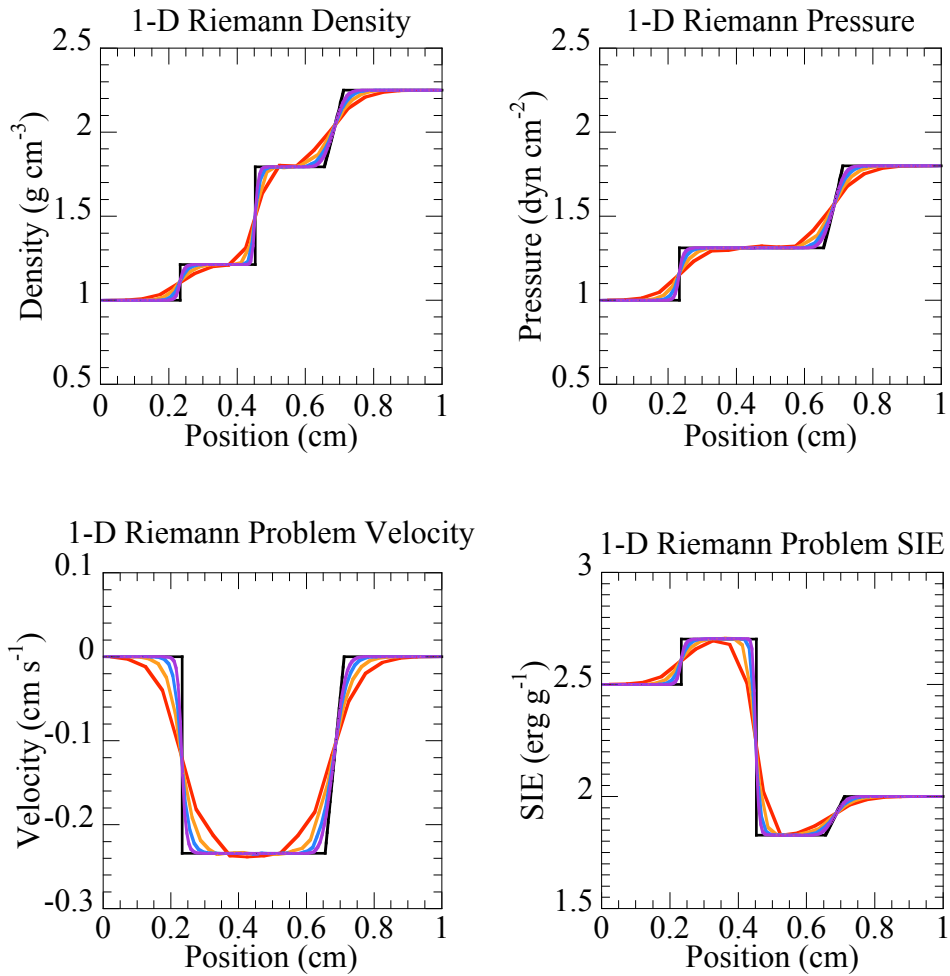 1-D Riemann Density
Density (g cm⁻³)
2.5
2
1.5
1
0.5
0 0.2 0.4 0.6 0.8 1
Position (cm)
1-D Riemann Pressure
Pressure (dyn cm⁻²)
2.5
2
1.5
1
0.5
0 0.2 0.4 0.6 0.8 1
Position (cm)
1-D Riemann Problem Velocity
Velocity (cm s⁻¹)
0.1
0
-0.1
-0.2
-0.3
0 0.2 0.4 0.6 0.8 1
Position (cm)
1-D Riemann Problem SIE
SIE (erg g⁻¹)
3
2.5
2
1.5
0 0.2 0.4 0.6 0.8 1
Position (cm)